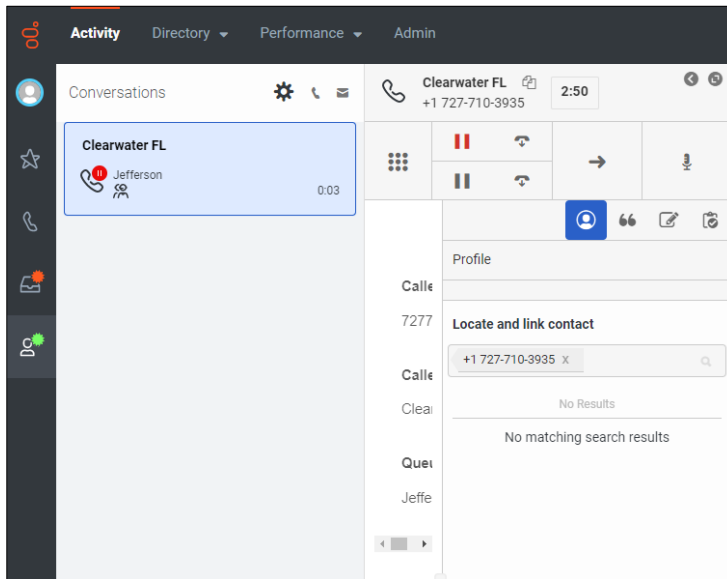 Activity
Directory
Performance
Admin
Conversations
Clearwater FL
Jefferson
0:03
Clearwater FL
+1 727-710-3935
2:50
Profile
Calle
7277
Calle
Clea
Queu
Jeffe
Locate and link contact
+1 727-710-3935 x
No Results
No matching search results